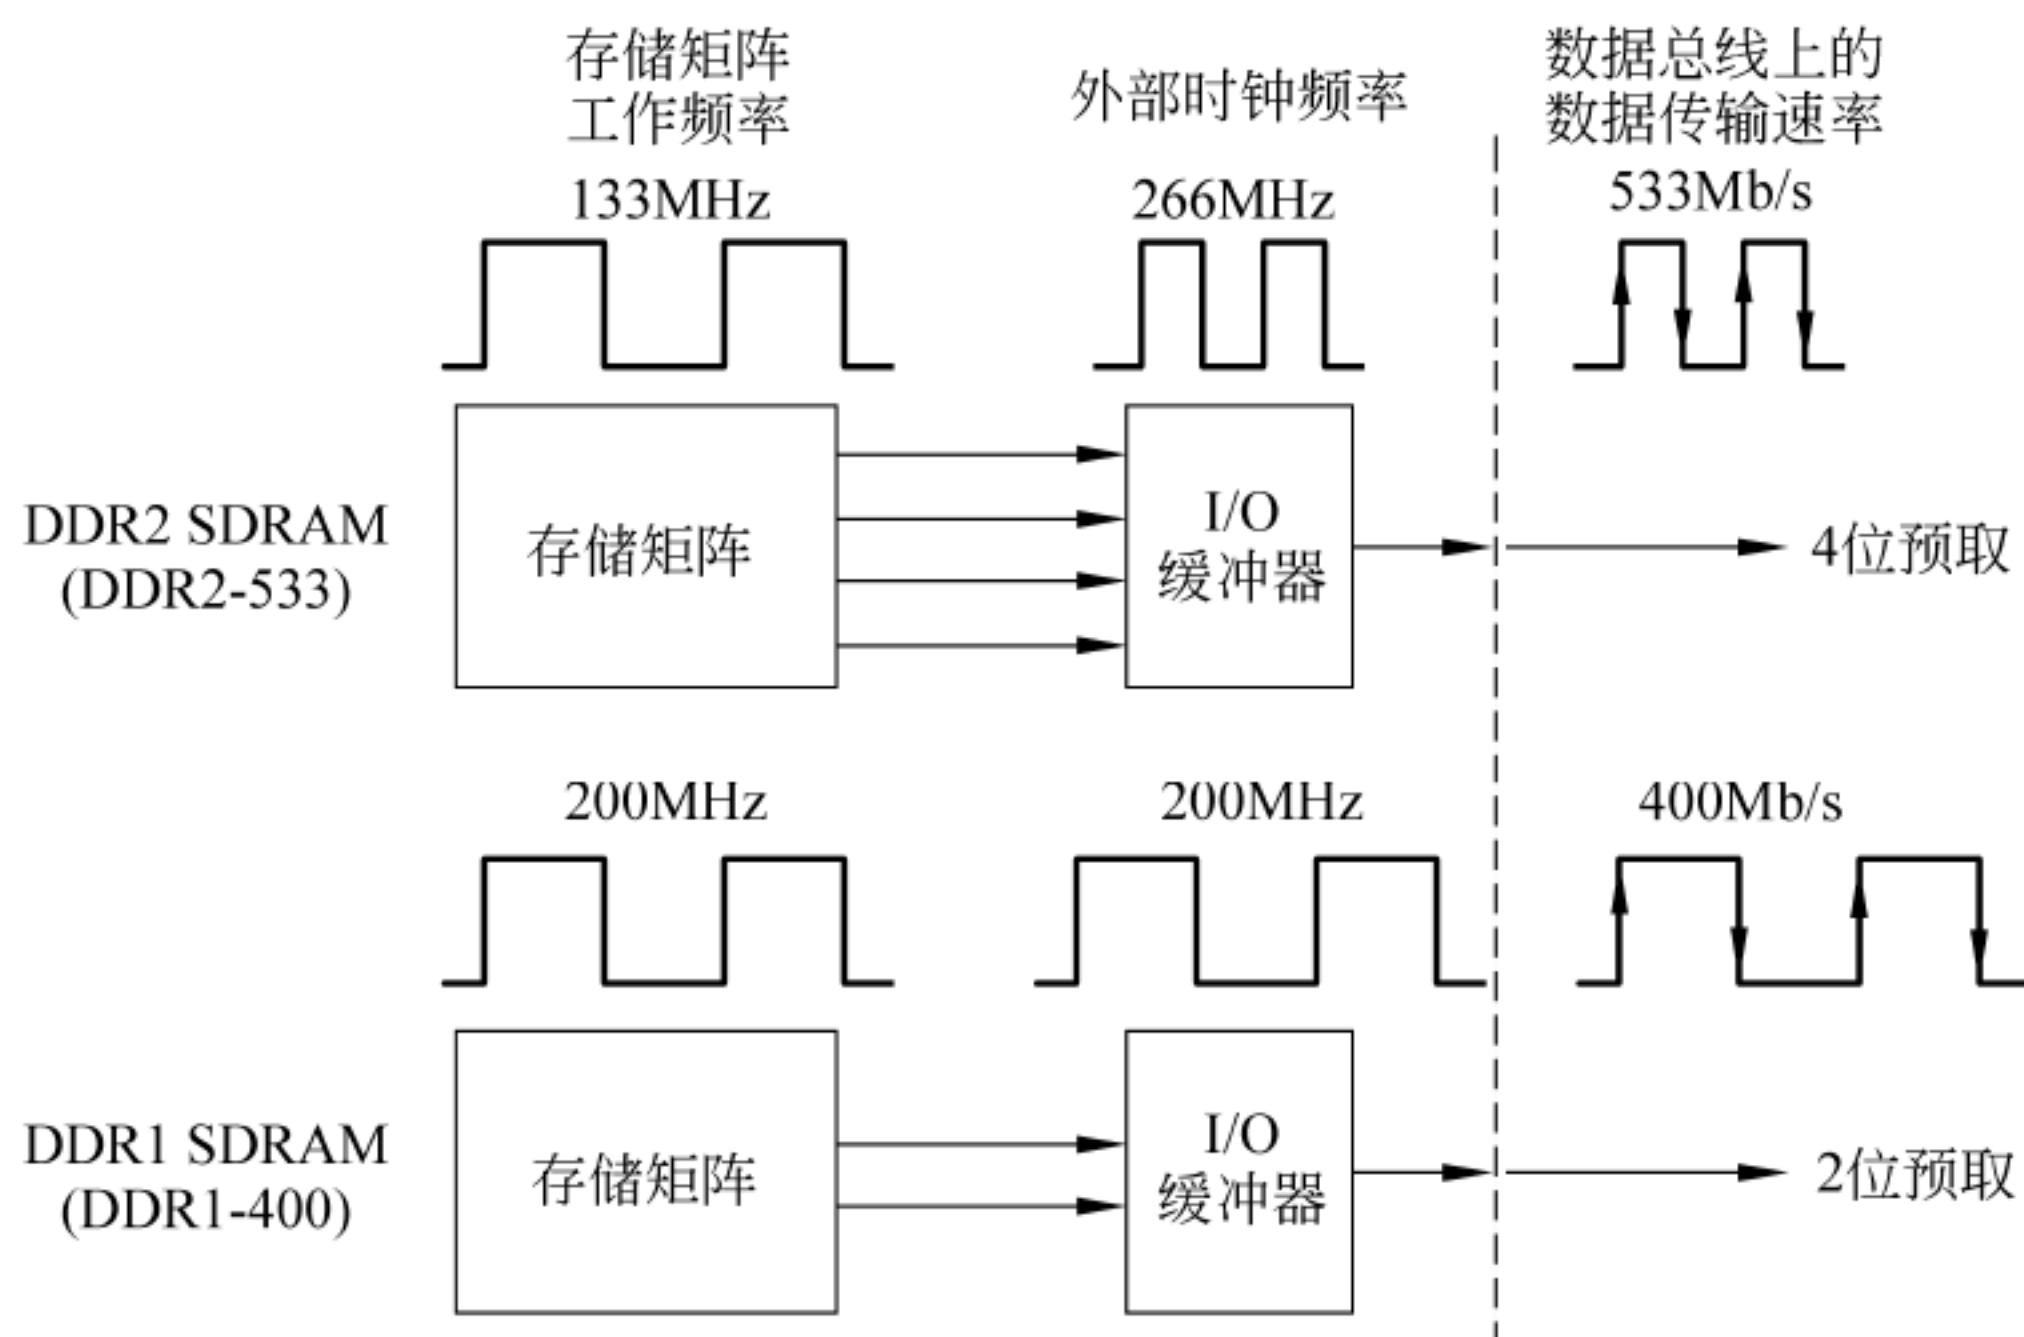 存储矩阵
工作频率
外部时钟频率
数据总线上的
数据传输速率
133MHz
266MHz
533Mb/s
DDR2 SDRAM
(DDR2-533)
存储矩阵
I/O
缓冲器
4位预取
200MHz
200MHz
400Mb/s
DDR1 SDRAM
(DDR1-400)
存储矩阵
I/O
缓冲器
2位预取